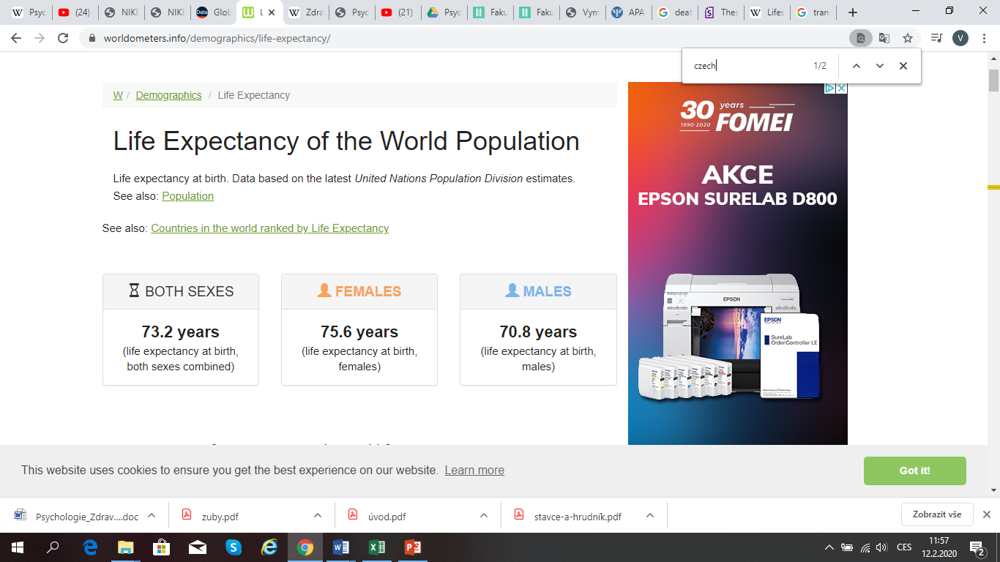 Psyc
(24)
NIKE
NIKE
Glob
L
Zdra
Psyc
(21)
Psyc
Faku
Faku
Vym
APA
deat
Thes
Lifes
tran
worldometers.info/demographics/life-expectancy/
V
czech 1/2
W / Demographics / Life Expectancy
Life Expectancy of the World Population
Life expectancy at birth. Data based on the latest United Nations Population Division estimates.
See also: Population
See also: Countries in the world ranked by Life Expectancy
BOTH SEXES
73.2 years
(life expectancy at birth,
both sexes combined)
FEMALES
75.6 years
(life expectancy at birth,
females)
MALES
70.8 years
(life expectancy at birth,
males)
30 years
1990-2020
FOMEI
AKCE
EPSON SURELAB D800
EPSON
EPSON
SureLab
OrderController LE
This website uses cookies to ensure you get the best experience on our website. Learn more
Got it!
Psychologie_Zdrav....doc
zuby.pdf
úvod.pdf
stavce-a-hrudník.pdf
Zobrazit vše
CES
11:57
12.2.2020
2